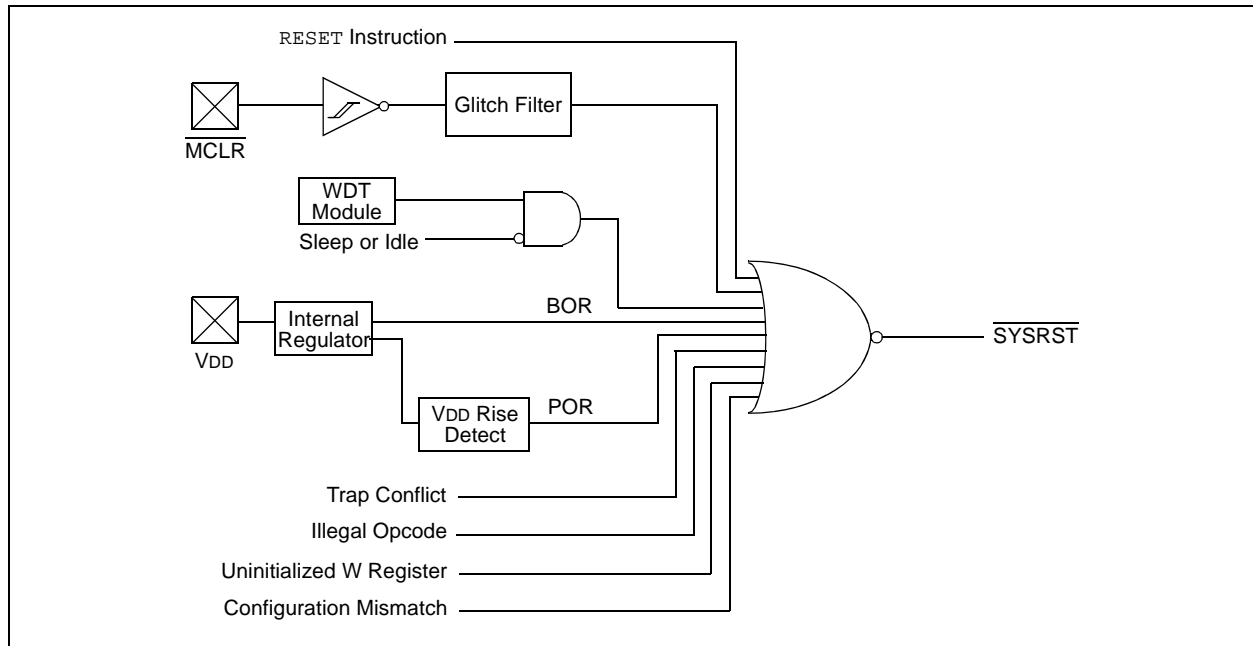 RESET Instruction
Glitch Filter
MCLR
WDT
Module
Sleep or Idle
BOR
Internal
Regulator
VDD
SYSRST
VDD Rise
Detect
POR
Trap Conflict
Illegal Opcode
Uninitialized W Register
Configuration Mismatch